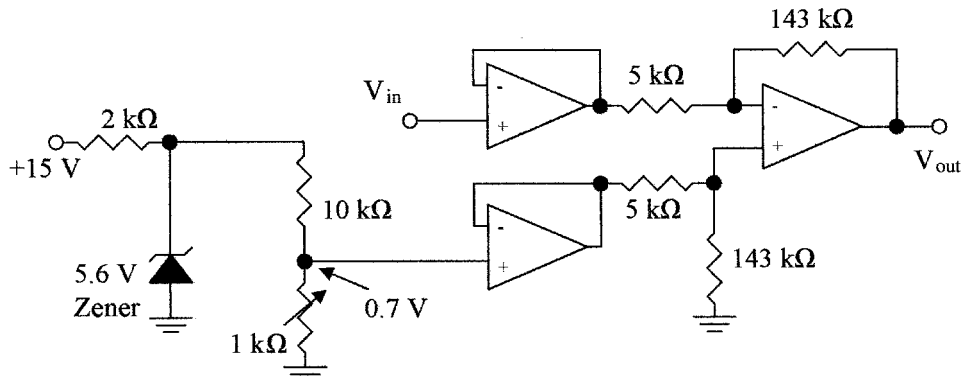 143 kΩ
5 kΩ
V_in
-
+
-
+
V_out
2 kΩ
+15 V
10 kΩ
5 kΩ
-
+
5.6 V
Zener
0.7 V
143 kΩ
1 kΩ